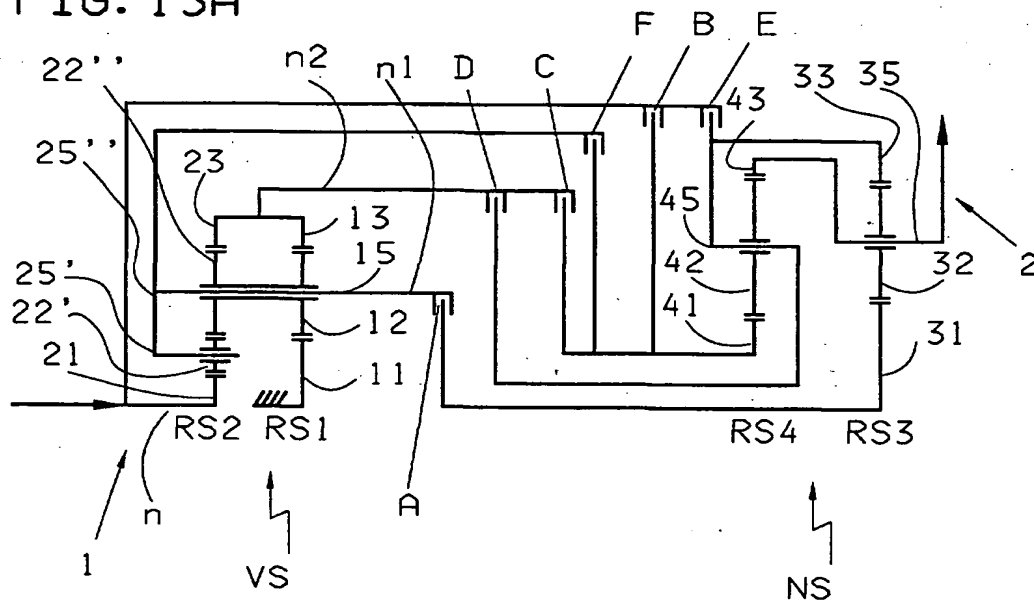 FIG. 13A
F B E
22'' n2 n1 D C 43 33 35
25'' 23 13 45
25' 15 42 32 2
22' 12 41
21 11 31
RS2 RS1 RS4 RS3
n A
1 VS NS